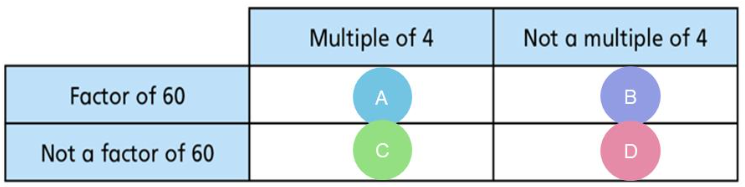 Multiple of 4 Not a multiple of 4
Factor of 60 A B
Not a factor of 60 C D